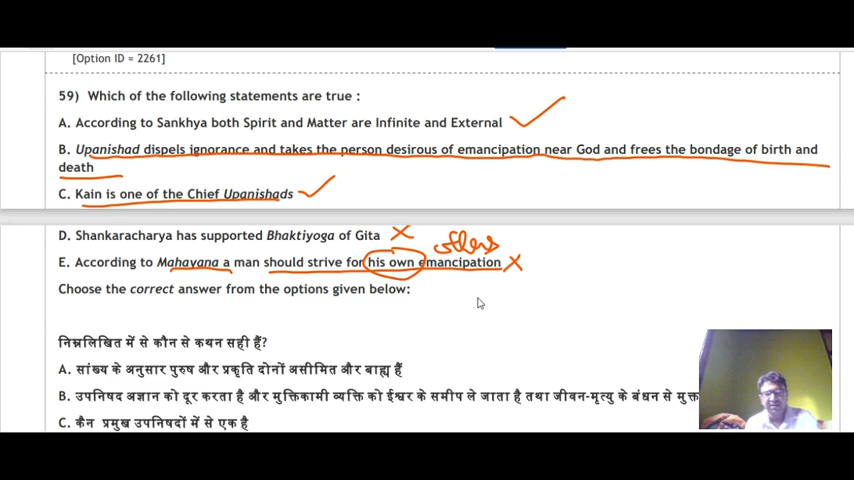 [Option ID = 2261]
59) Which of the following statements are true :
A. According to Sankhya both Spirit and Matter are Infinite and External
B. Upanishad dispels ignorance and takes the person desirous of emancipation near God and frees the bondage of birth and
death
C. Kain is one of the Chief Upanishads
D. Shankaracharya has supported Bhaktiyoga of Gita
others
E. According to Mahayana a man should strive for his own emancipation
Choose the correct answer from the options given below:
निम्नलिखित में से कौन से कथन सही हैं?
A. सांख्य के अनुसार पुरुष और प्रकृति दोनों असीमित और बाह्य हैं
B. उपनिषद अज्ञान को दूर करता है और मुक्तिकामी व्यक्ति को ईश्वर के समीप ले जाता है तथा जीवन-मृत्यु के बंधन से मुक्त
C. कैन प्रमुख उपनिषदों में से एक है